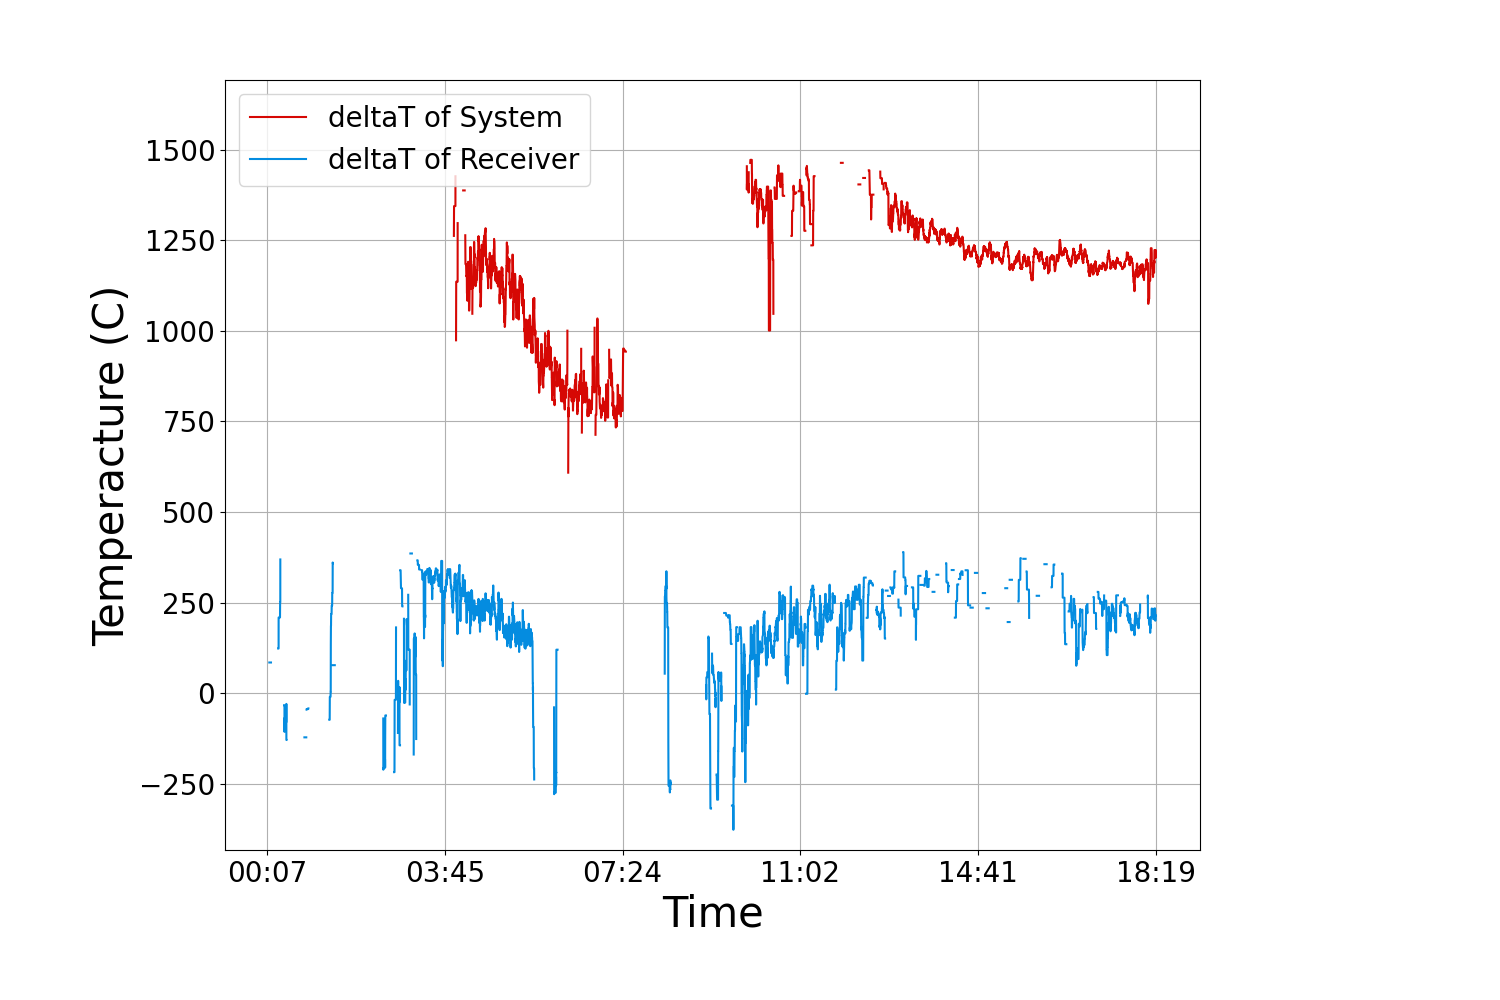 deltaT of System
deltaT of Receiver
Temperacture (C)
1500
1250
1000
750
500
250
0
−250
00:07 03:45 07:24 11:02 14:41 18:19
Time